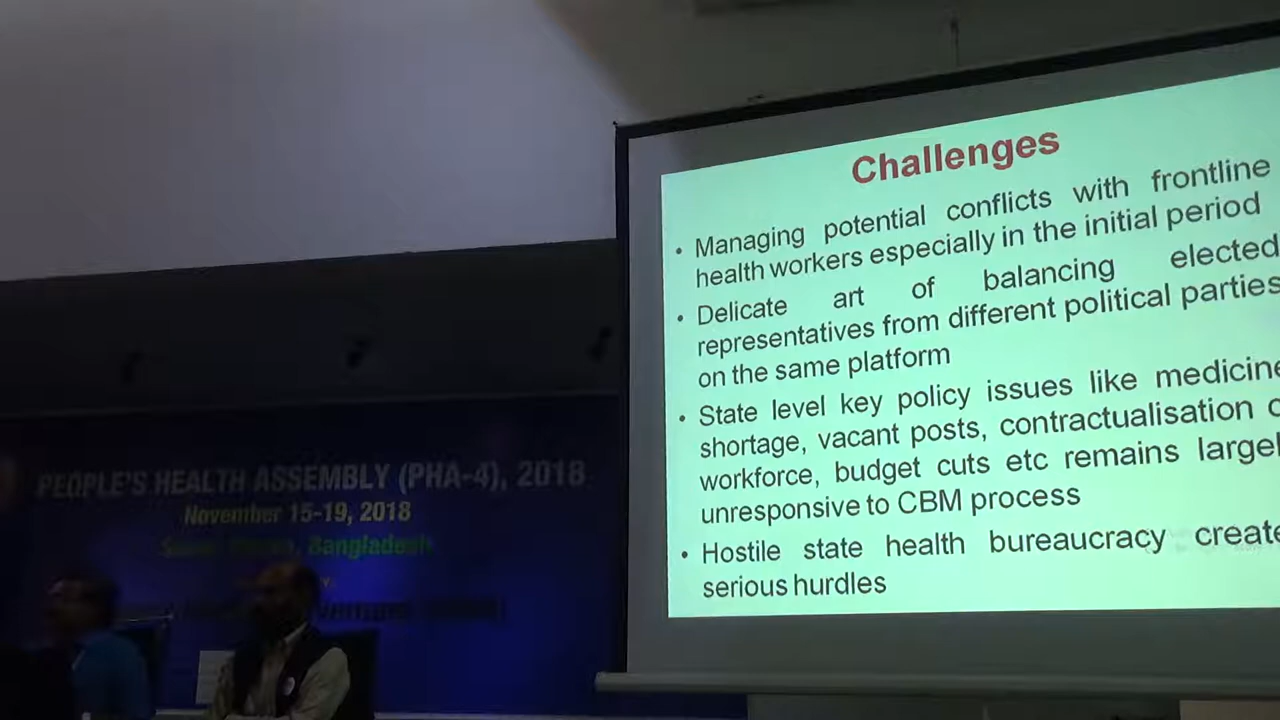 Challenges
• Managing potential conflicts with frontline
health workers especially in the initial period
• Delicate art of balancing elected
representatives from different political parties
on the same platform
• State level key policy issues like medicine
shortage, vacant posts, contractualisation
workforce, budget cuts etc remains
unresponsive to CBM process
• Hostile state health bureaucracy create
serious hurdles
PEOPLE'S HEALTH ASSEMBLY (PHA-4), 2018
November 15-19, 2018
Bangladesh